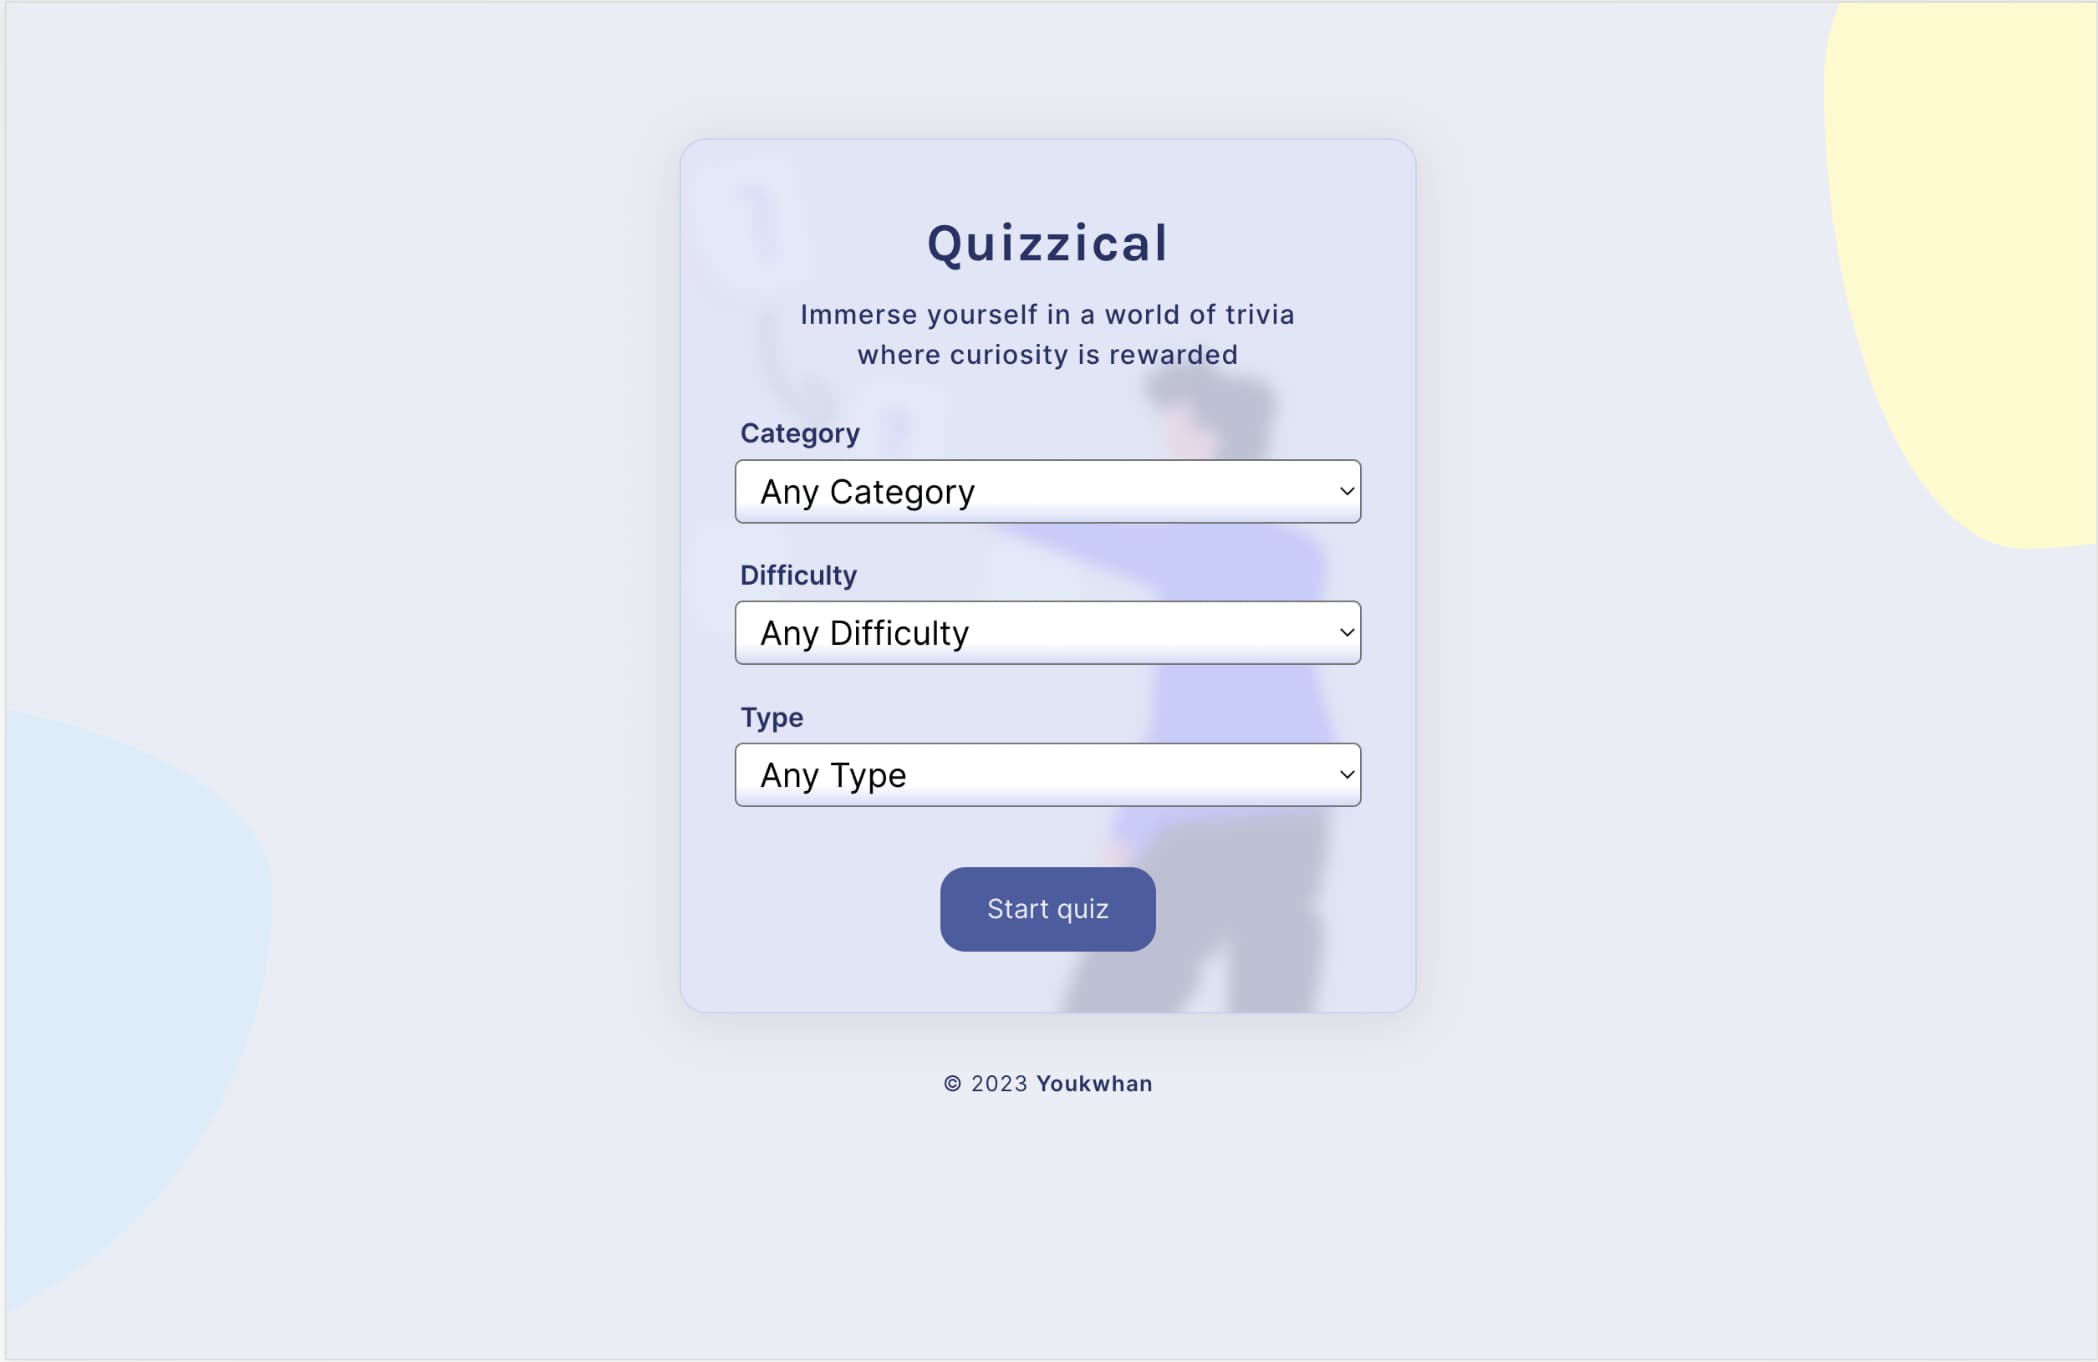 Quizzical
Immerse yourself in a world of trivia
where curiosity is rewarded
Category
Any Category
Difficulty
Any Difficulty
Type
Any Type
Start quiz
© 2023 Youkwhan